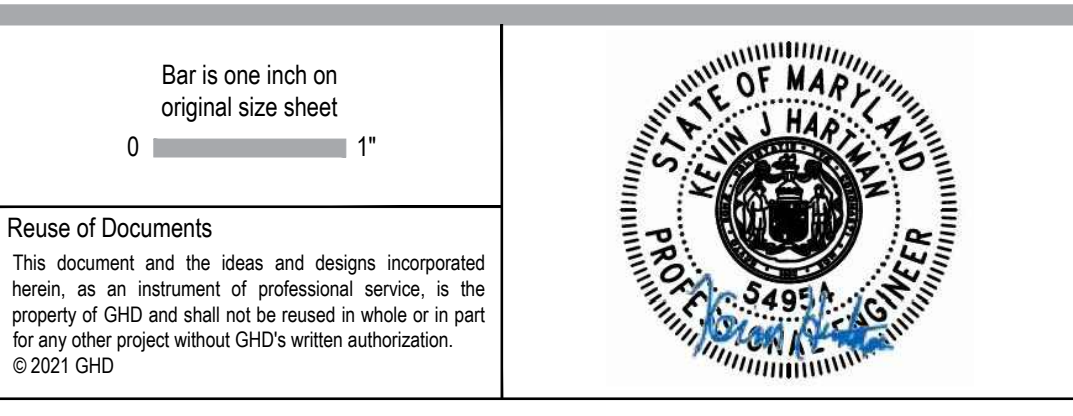 Bar is one inch on
original size sheet
0 1"
Reuse of Documents
This document and the ideas and designs incorporated
herein, as an instrument of professional service, is the
property of GHD and shall not be reused in whole or in part
for any other project without GHD's written authorization.
© 2021 GHD
STATE OF MARYLAND
KEVIN J HARTMAN
54954
PROFESSIONAL ENGINEER